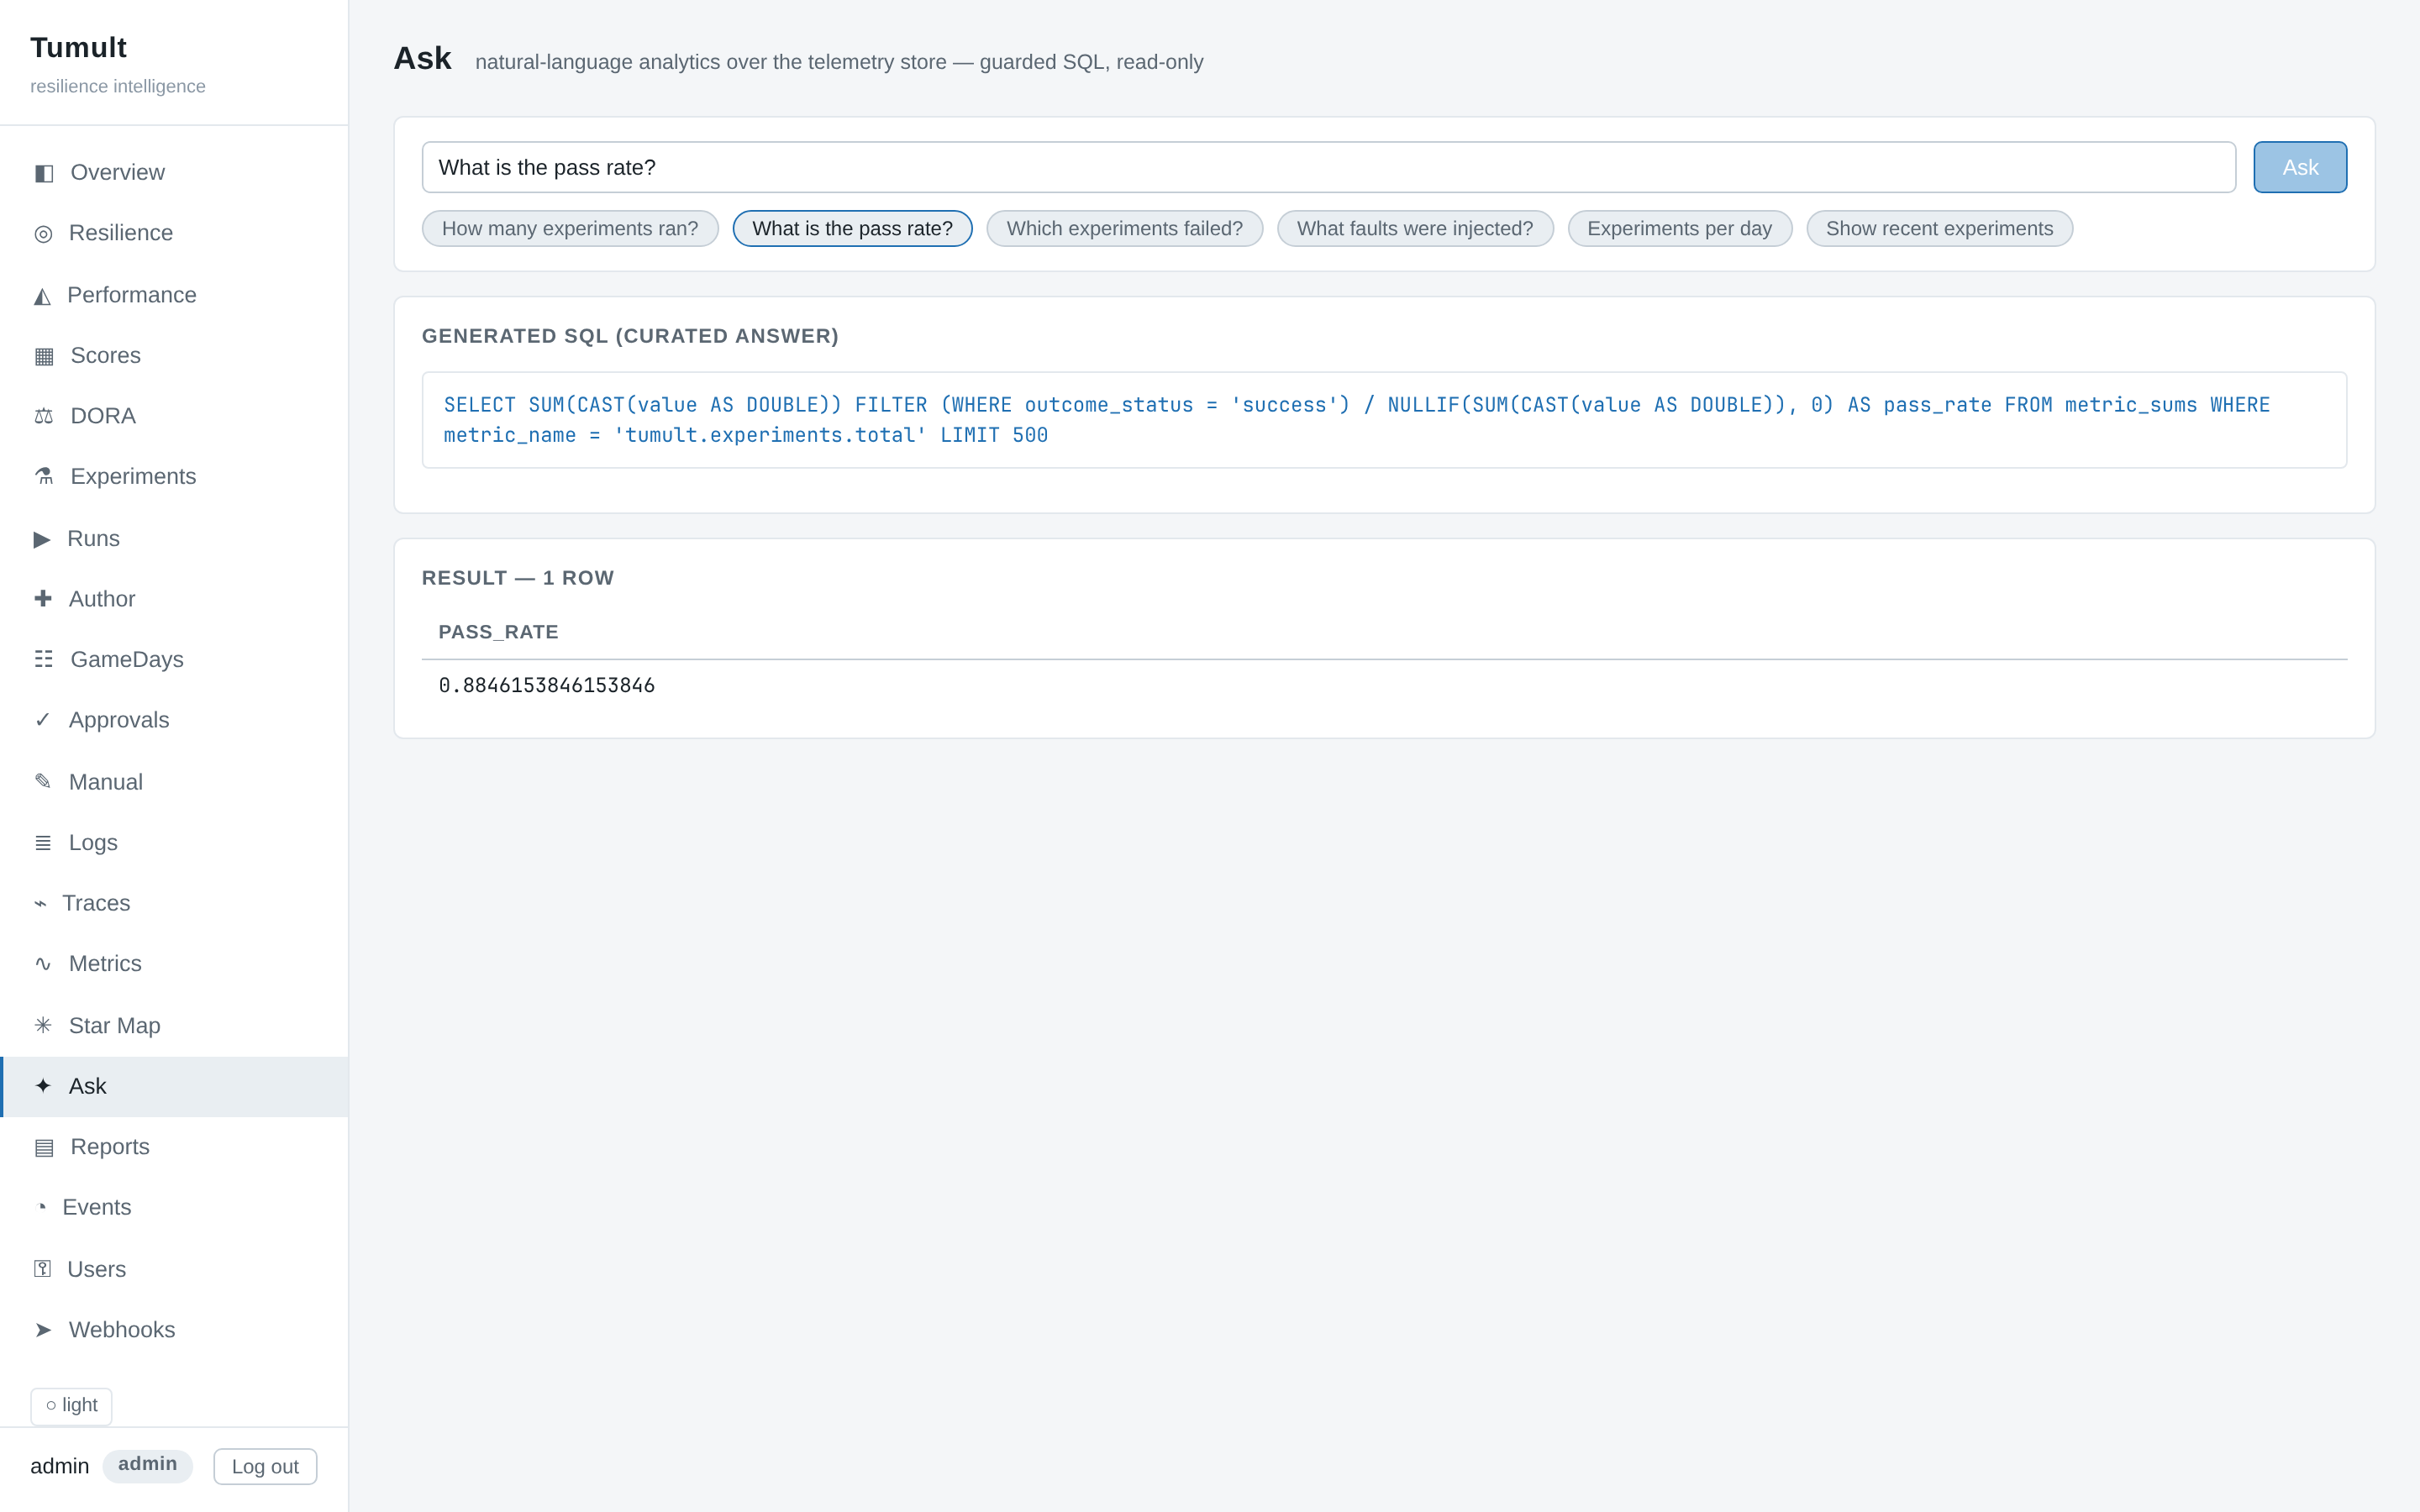 Tumult
resilience intelligence
Overview
Resilience
Performance
Scores
DORA
Experiments
Runs
Author
GameDays
Approvals
Manual
Logs
Traces
Metrics
Star Map
Ask
Reports
Events
Users
Webhooks
light
admin admin Log out
Ask natural-language analytics over the telemetry store — guarded SQL, read-only
What is the pass rate? Ask
How many experiments ran? What is the pass rate? Which experiments failed? What faults were injected? Experiments per day Show recent experiments
GENERATED SQL (CURATED ANSWER)
SELECT SUM(CAST(value AS DOUBLE)) FILTER (WHERE outcome_status = 'success') / NULLIF(SUM(CAST(value AS DOUBLE)), 0) AS pass_rate FROM metric_sums WHERE
metric_name = 'tumult.experiments.total' LIMIT 500
RESULT — 1 ROW
PASS_RATE
0.8846153846153846